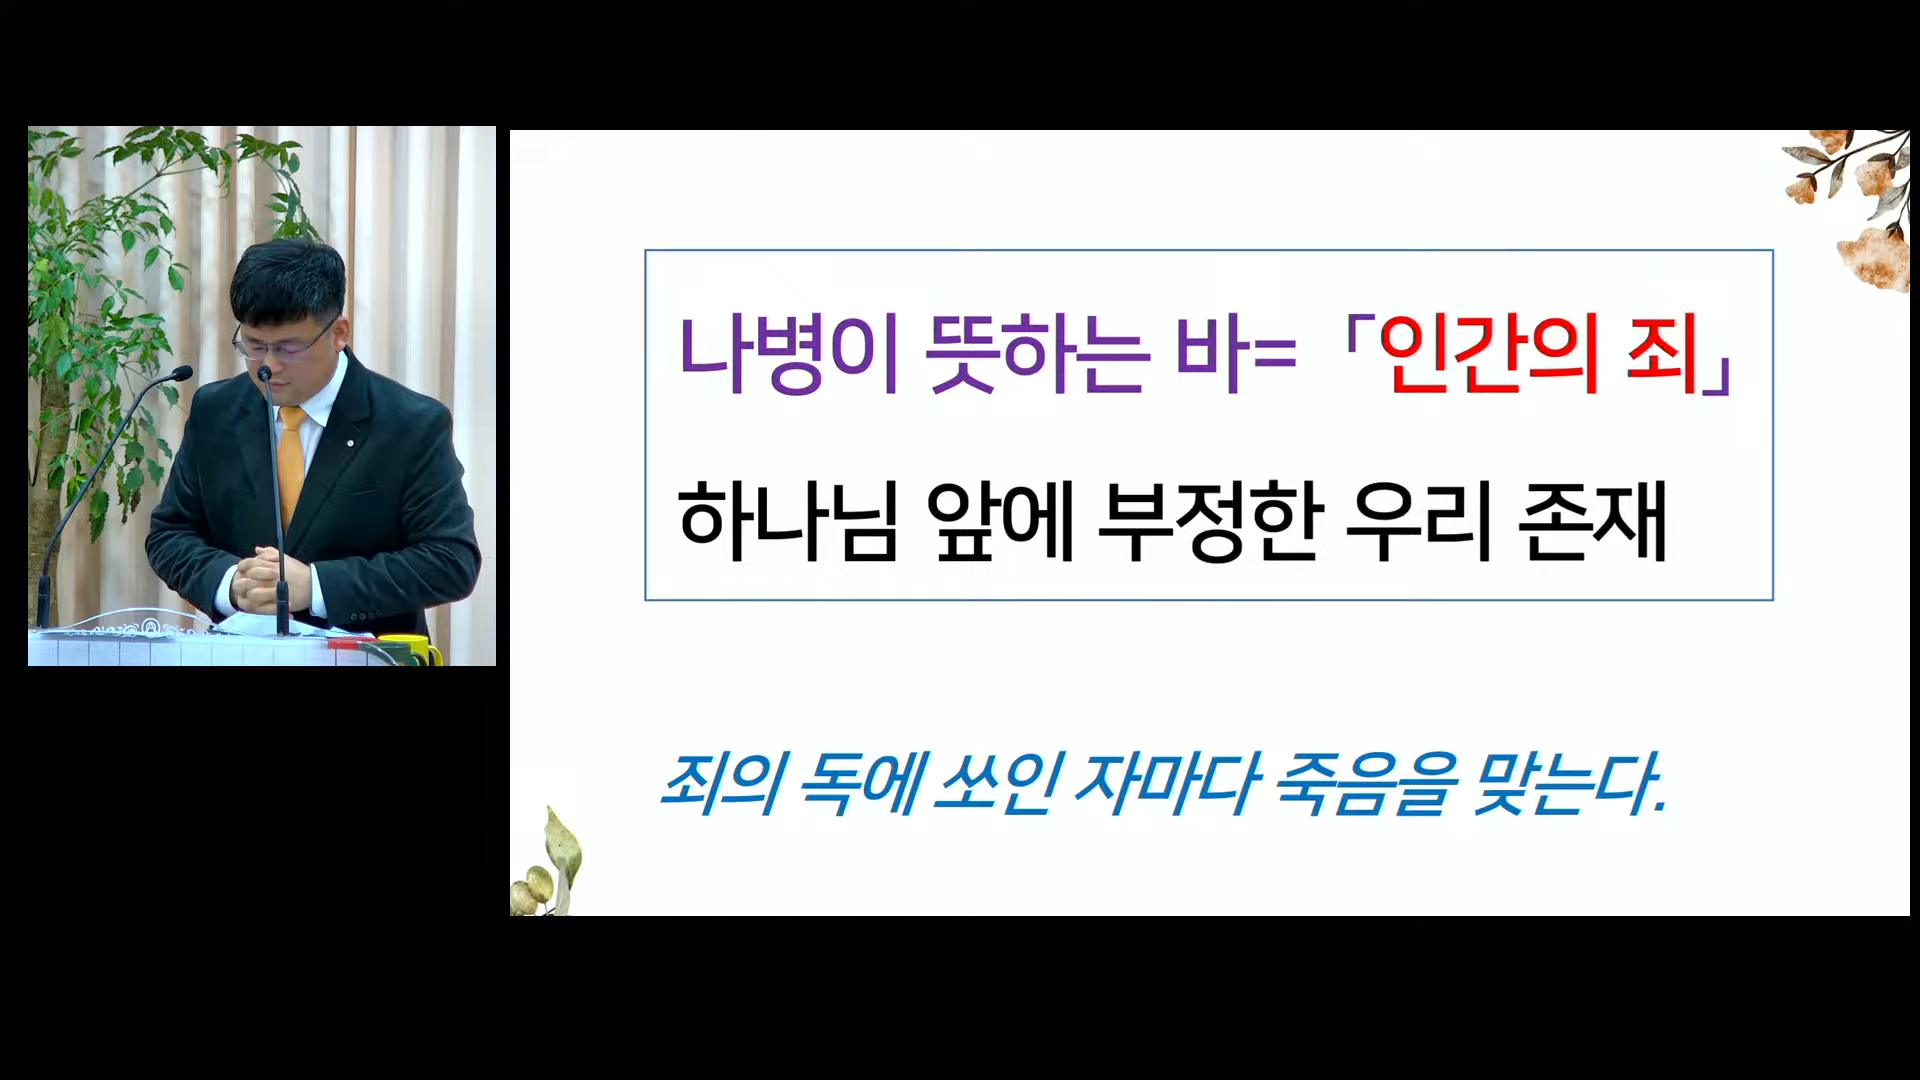 나병이 뜻하는 바=「인간의 죄」
하나님 앞에 부정한 우리 존재
죄의 독에 쏘인 자마다 죽음을 맞는다.